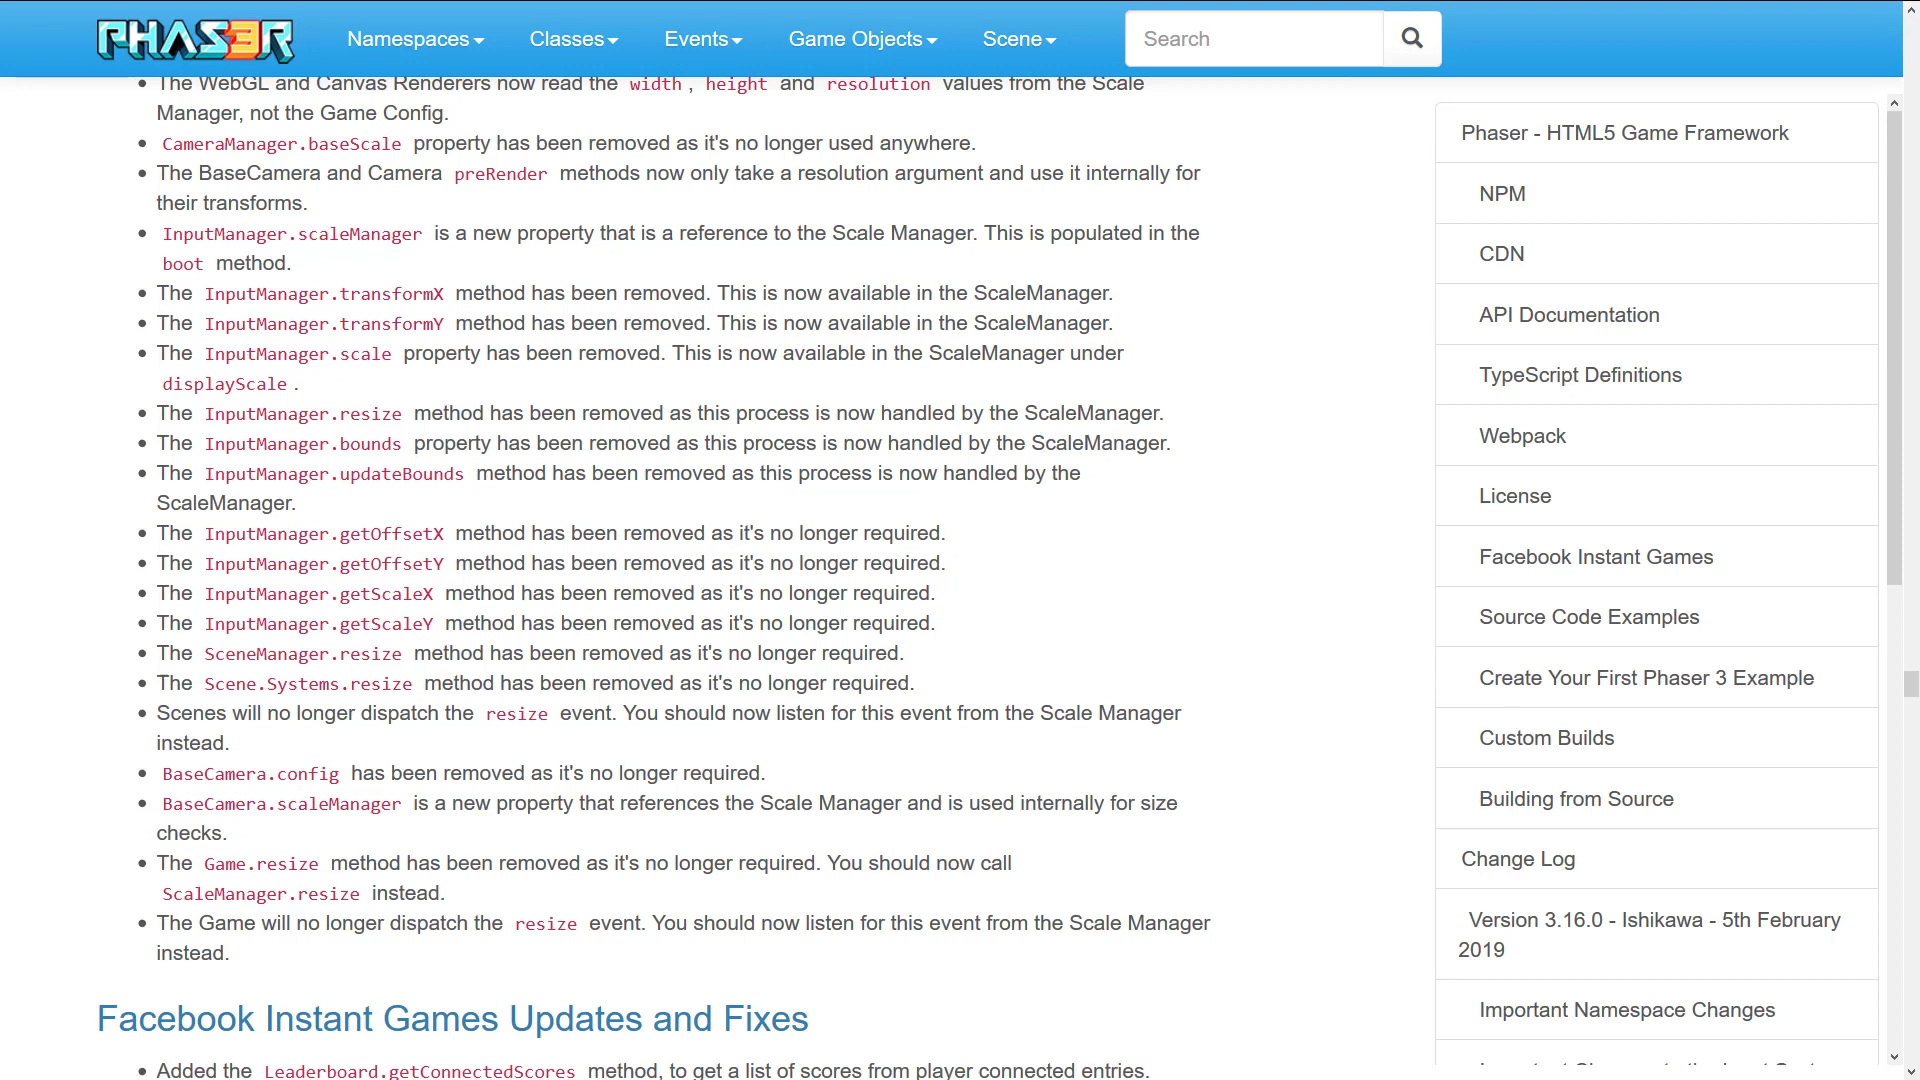 PHASER
Namespaces
Classes
Events
Game Objects
Scene
Search
The WebGL and Canvas Renderers now read the width, height and resolution values from the Scale
Manager, not the Game Config.
CameraManager.baseScale property has been removed as it's no longer used anywhere.
The BaseCamera and Camera preRender methods now only take a resolution argument and use it internally for
their transforms.
InputManager.scaleManager is a new property that is a reference to the Scale Manager. This is populated in the
boot method.
The InputManager.transformX method has been removed. This is now available in the ScaleManager.
The InputManager.transformY method has been removed. This is now available in the ScaleManager.
The InputManager.scale property has been removed. This is now available in the ScaleManager under
displayScale.
The InputManager.resize method has been removed as this process is now handled by the ScaleManager.
The InputManager.bounds property has been removed as this process is now handled by the ScaleManager.
The InputManager.updateBounds method has been removed as this process is now handled by the
ScaleManager.
The InputManager.getOffsetX method has been removed as it's no longer required.
The InputManager.getOffsetY method has been removed as it's no longer required.
The InputManager.getScaleX method has been removed as it's no longer required.
The InputManager.getScaleY method has been removed as it's no longer required.
The SceneManager.resize method has been removed as it's no longer required.
The Scene.Systems.resize method has been removed as it's no longer required.
Scenes will no longer dispatch the resize event. You should now listen for this event from the Scale Manager
instead.
BaseCamera.config has been removed as it's no longer required.
BaseCamera.scaleManager is a new property that references the Scale Manager and is used internally for size
checks.
The Game.resize method has been removed as it's no longer required. You should now call
ScaleManager.resize instead.
The Game will no longer dispatch the resize event. You should now listen for this event from the Scale Manager
instead.
Facebook Instant Games Updates and Fixes
Added the Leaderboard.getConnectedScores method, to get a list of scores from player connected entries.
Phaser - HTML5 Game Framework
NPM
CDN
API Documentation
TypeScript Definitions
Webpack
License
Facebook Instant Games
Source Code Examples
Create Your First Phaser 3 Example
Custom Builds
Building from Source
Change Log
Version 3.16.0 - Ishikawa - 5th February
2019
Important Namespace Changes